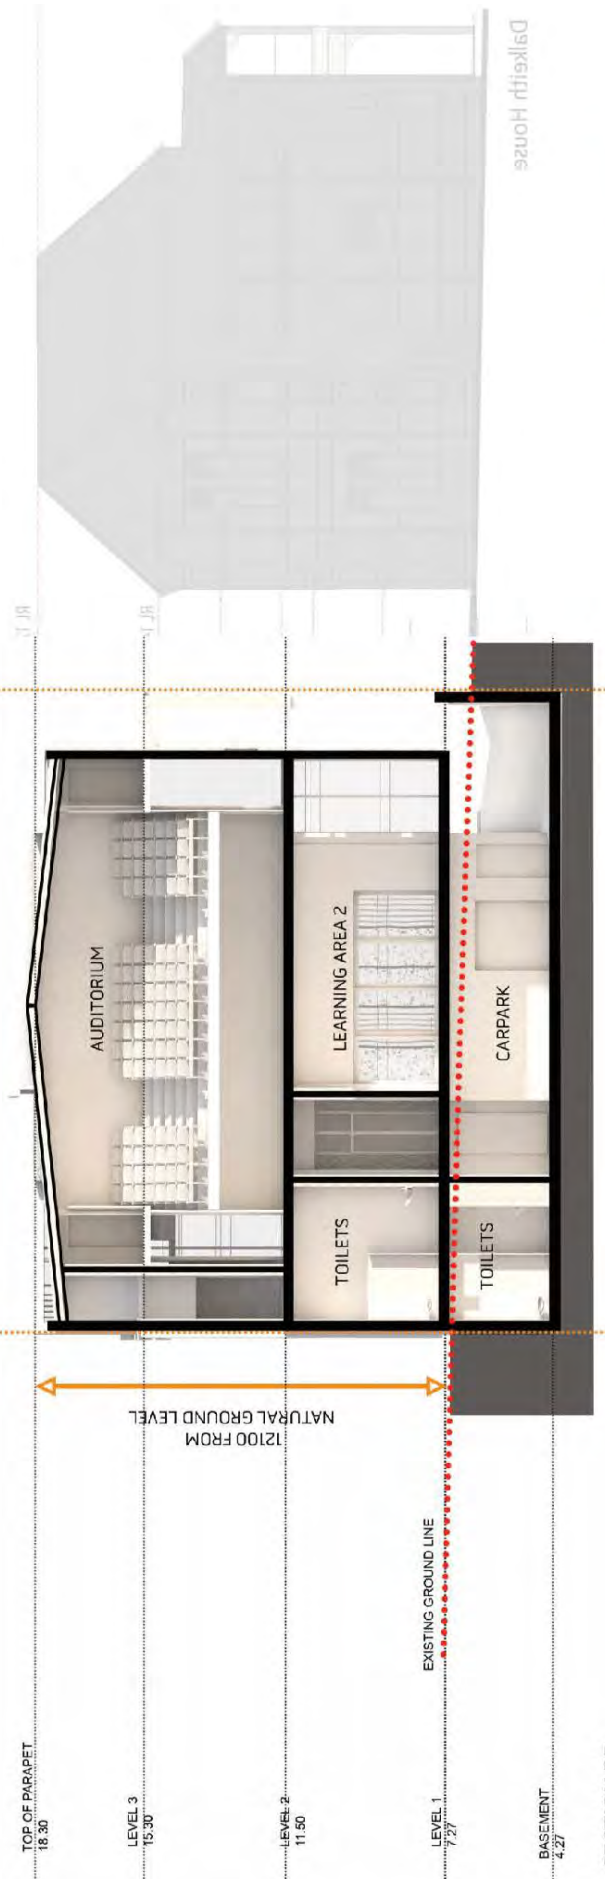 TOP OF PARAPET
18.30
LEVEL 3
15.30
LEVEL 2
11.50
LEVEL 1
7.27
BASEMENT
4.27
EXISTING GROUND LINE
12100 FROM
NATURAL GROUND LEVEL
AUDITORIUM
TOILETS
LEARNING AREA 2
TOILETS
CARPARK
Dalkeith House